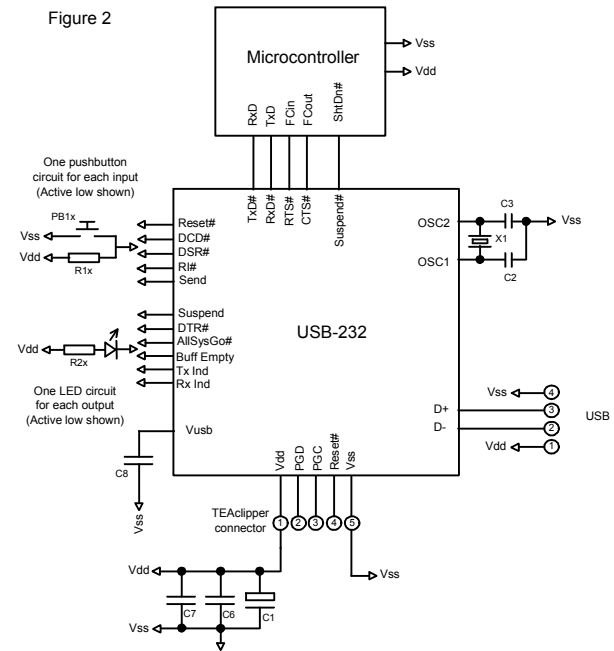 Figure 2
Microcontroller
Vss
Vdd
RxD
TxD
FCin
FCout
ShtDn#
One pushbutton
circuit for each input
(Active low shown)
PB1x
Vss
Vdd
R1x
TxD#
RxD#
RTS#
CTS#
Suspend#
Reset#
DCD#
DSR#
RI#
Send
OSC2
OSC1
C3
X1
C2
Vss
Suspend
DTR#
AllSysGo#
Buff Empty
Tx Ind
Rx Ind
USB-232
Vdd
R2x
One LED circuit
for each output
(Active low shown)
Vusb
C8
Vss
D+
D-
Vss
4
3
2
Vdd
1
USB
Vdd
PGD
PGC
Reset#
Vss
TEAclipper
connector
1
2
3
4
5
Vss
Vdd
C7
C6
C1
Vss